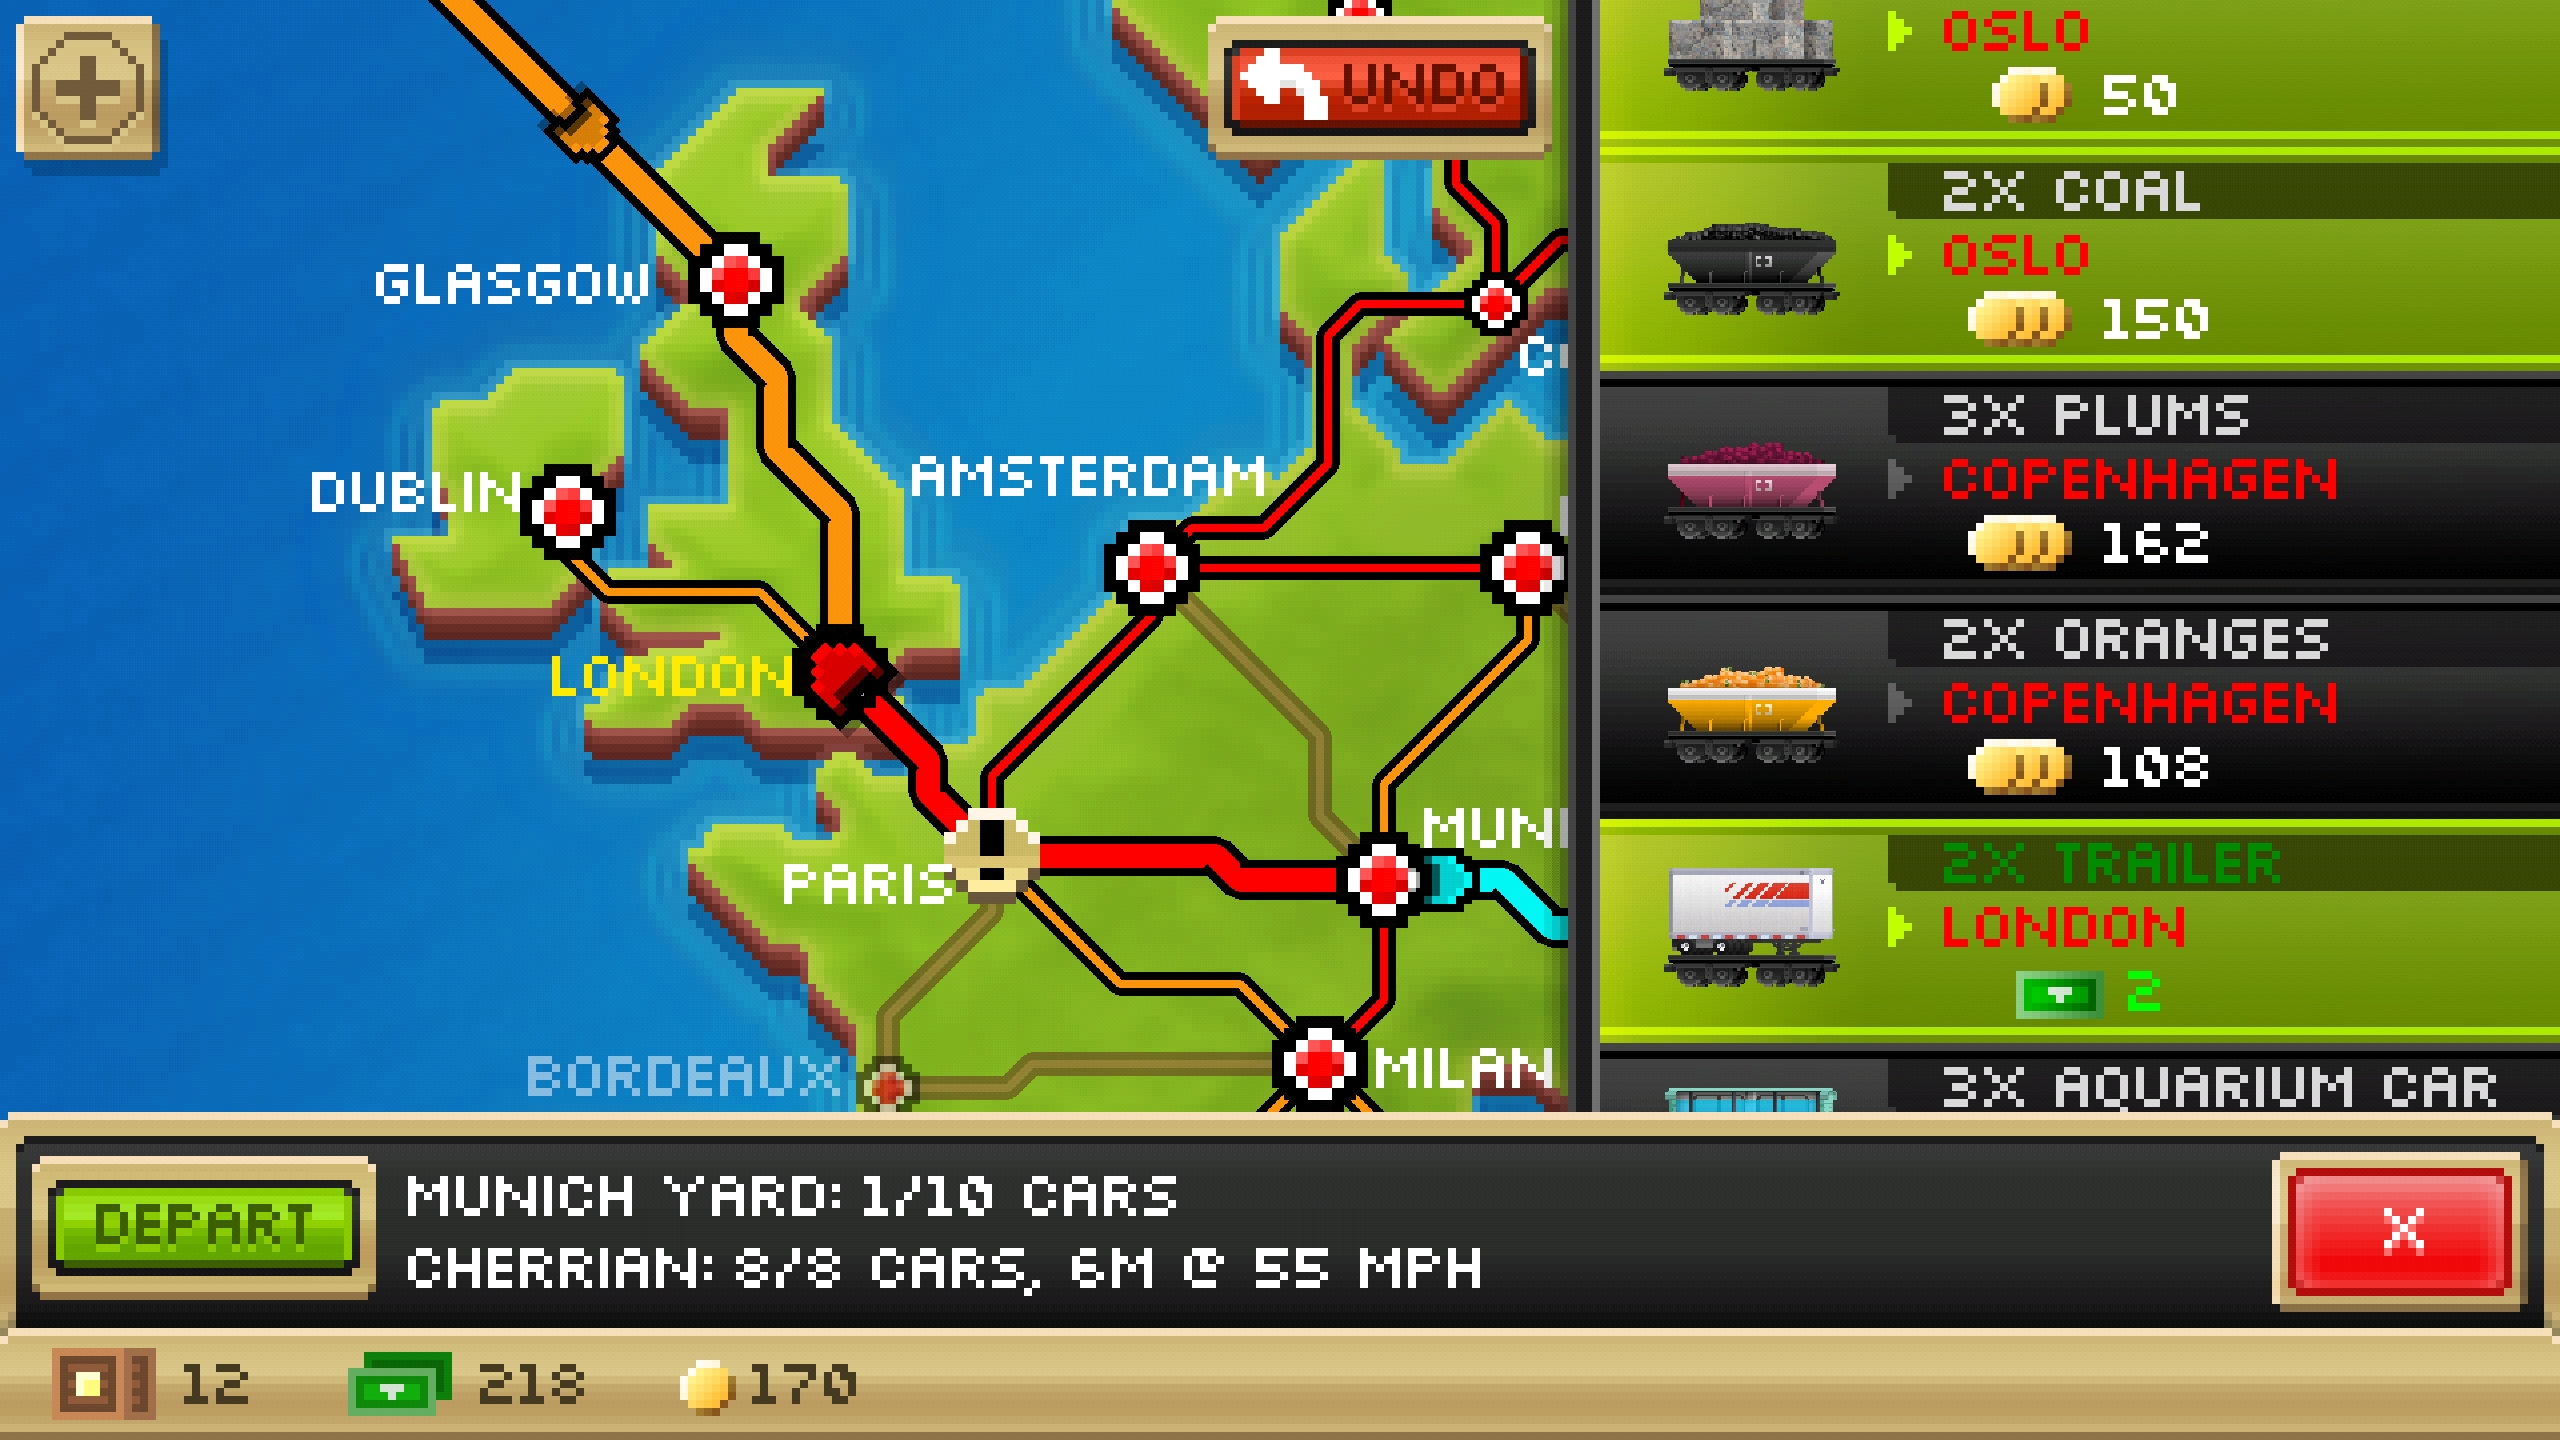 UNDO
GLASGOW
DUBLIN
AMSTERDAM
LONDON
PARIS
BORDEAUX
MILAN
OSLO
50
2X COAL
OSLO
150
3X PLUMS
COPENHAGEN
162
2X ORANGES
COPENHAGEN
108
2X TRAILER
LONDON
2
3X AQUARIUM CAR
DEPART
MUNICH YARD: 1/10 CARS
CHERRIAN: 8/8 CARS, 6M @ 55 MPH
X
12
218
170